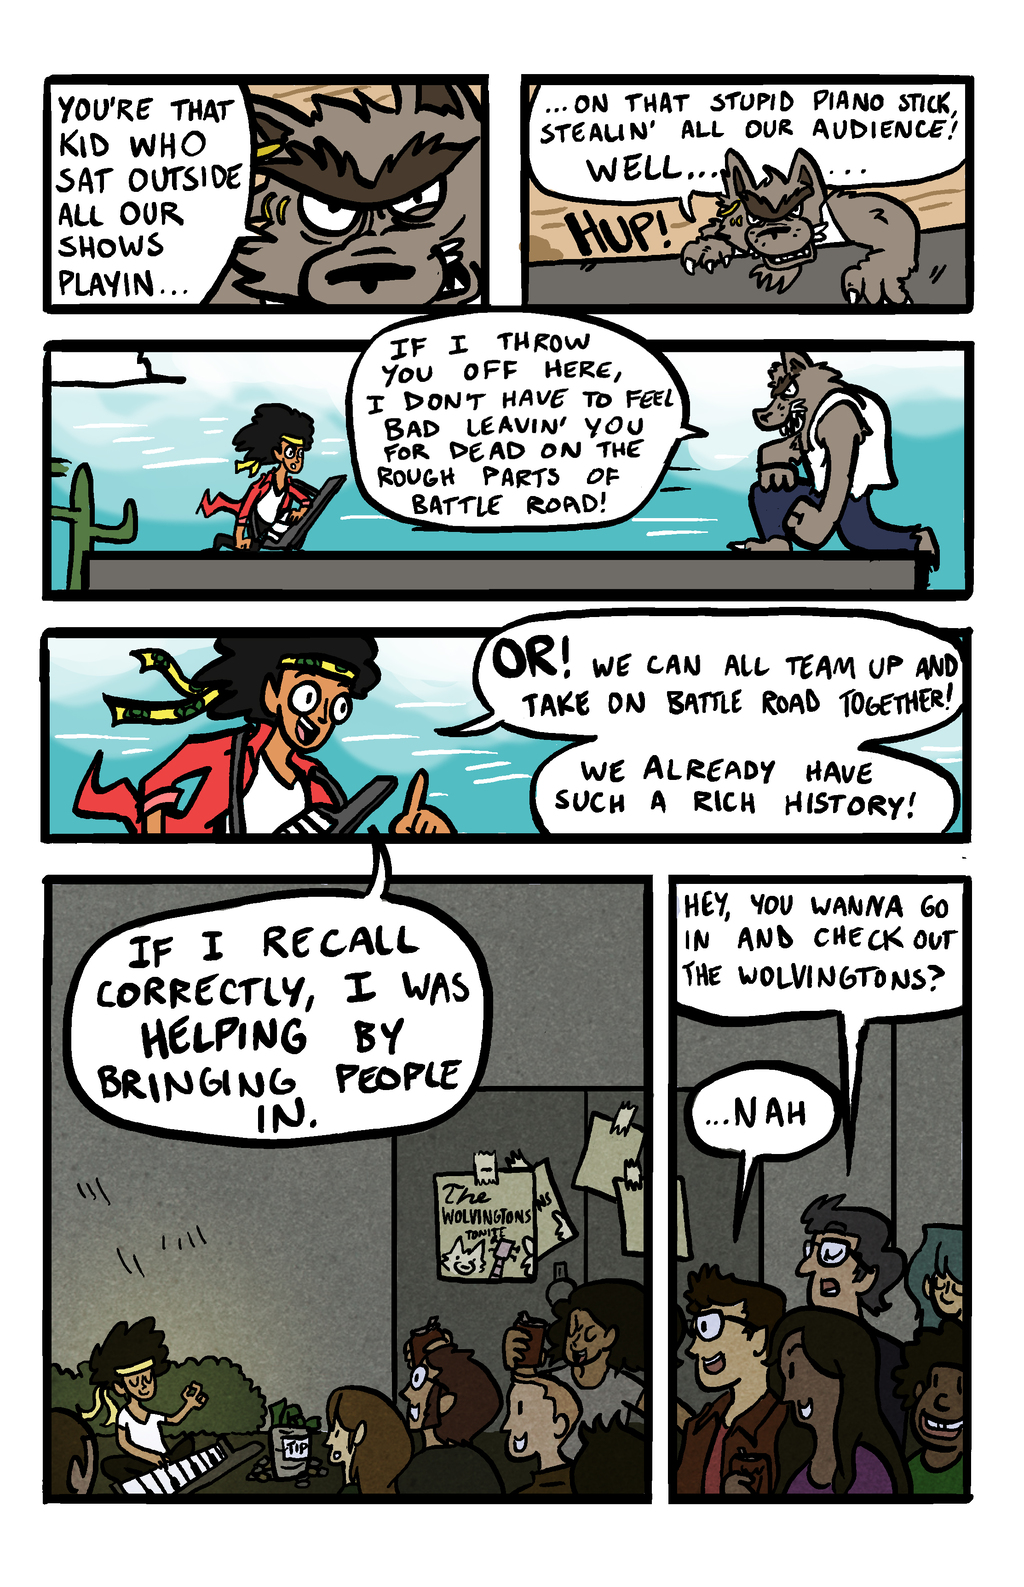 YOU'RE THAT
KID WHO
SAT OUTSIDE
ALL OUR
SHOWS
PLAYIN...
...ON THAT STUPID PIANO STICK,
STEALIN' ALL OUR AUDIENCE!
WELL... ...
HUP!
IF I THROW
YOU OFF HERE,
I DON'T HAVE TO FEEL
BAD LEAVIN' YOU
FOR DEAD ON THE
ROUGH PARTS OF
BATTLE ROAD!
OR! WE CAN ALL TEAM UP AND
TAKE ON BATTLE ROAD TOGETHER!
WE ALREADY HAVE
SUCH A RICH HISTORY!
IF I RECALL
CORRECTLY, I WAS
HELPING BY
BRINGING PEOPLE
IN.
The
WOLVINGTONS
TONITE
NS
TIP
HEY, YOU WANNA GO
IN AND CHECK OUT
THE WOLVINGTONS?
...NAH